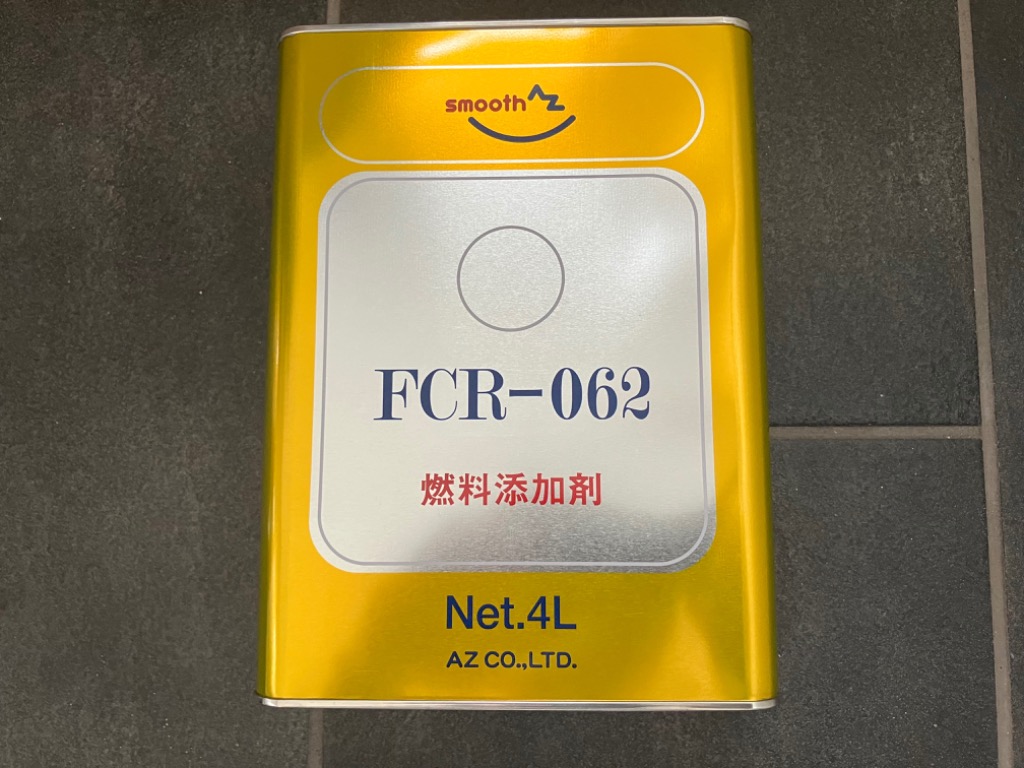 smooth AZ
FCR-062
燃料添加剤
Net.4L
AZ CO.,LTD.